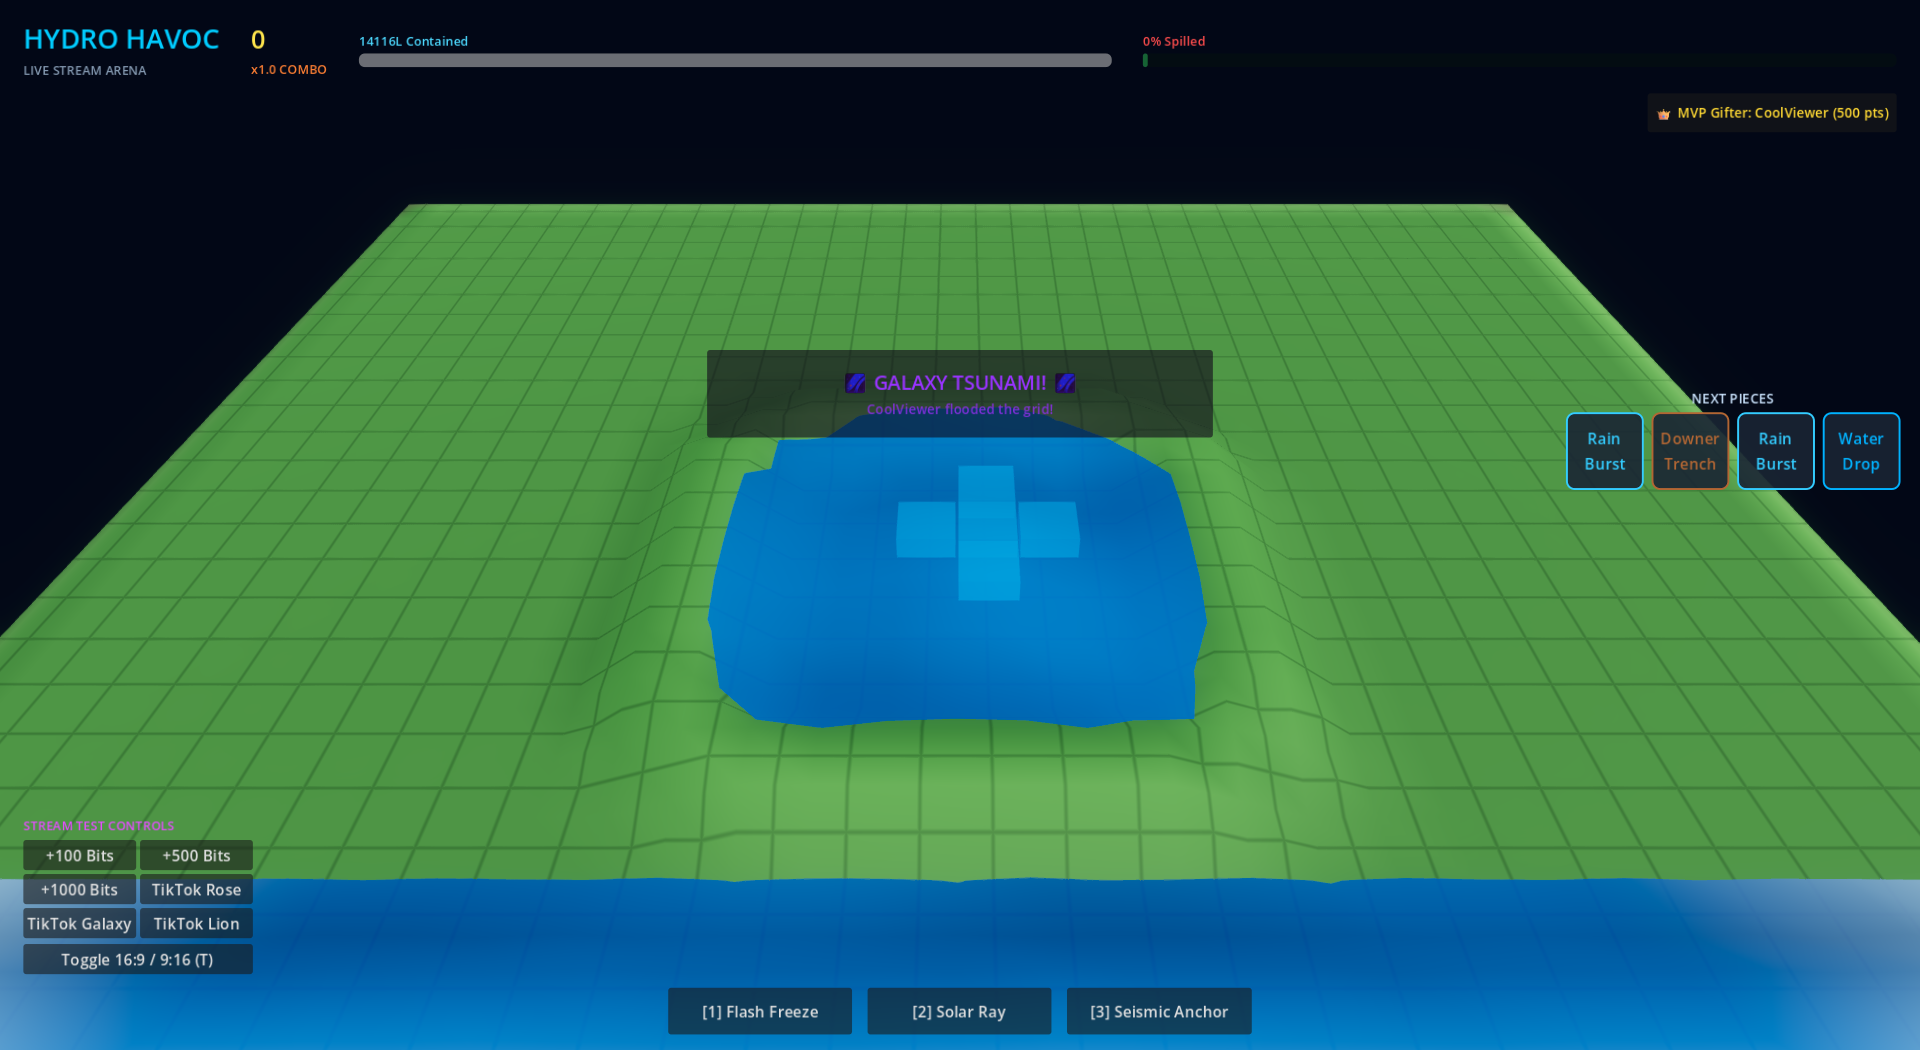 HYDRO HAVOC
LIVE STREAM ARENA
0
x1.0 COMBO
14116L Contained
0% Spilled
MVP Gifter: CoolViewer (500 pts)
GALAXY TSUNAMI!
CoolViewer flooded the grid!
NEXT PIECES
Rain
Burst
Downer
Trench
Rain
Burst
Water
Drop
STREAM TEST CONTROLS
+100 Bits
+500 Bits
+1000 Bits
TikTok Rose
TikTok Galaxy
TikTok Lion
Toggle 16:9 / 9:16 (T)
[1] Flash Freeze
[2] Solar Ray
[3] Seismic Anchor